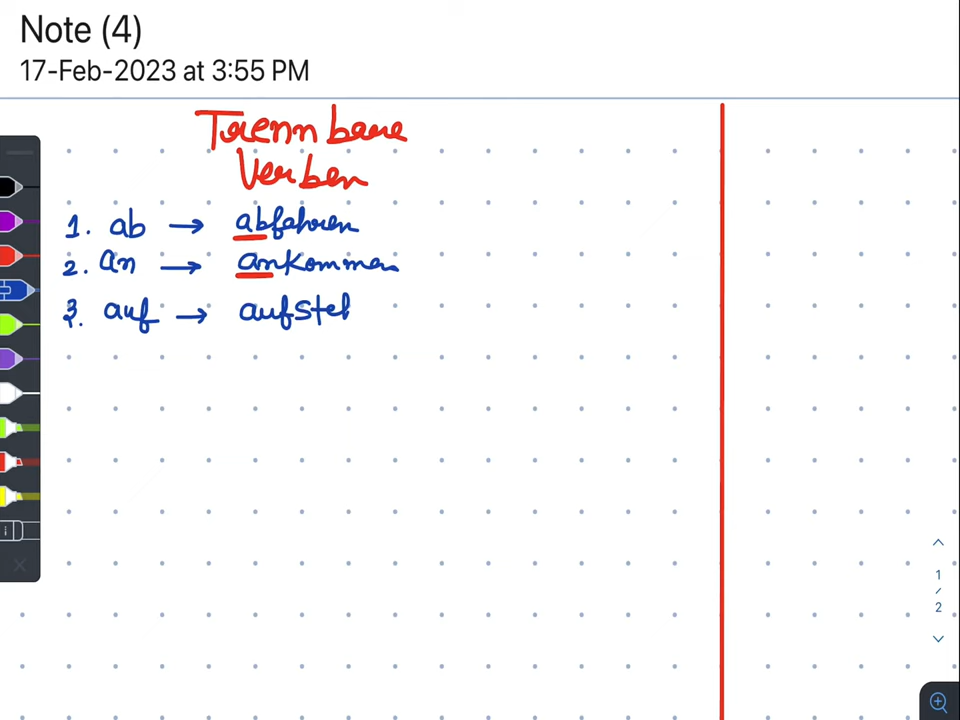 Note (4)
17-Feb-2023 at 3:55 PM
Trennbare
Verben
1. ab → abfahren
2. an → ankommen
3. auf → aufsteh
1
/
2